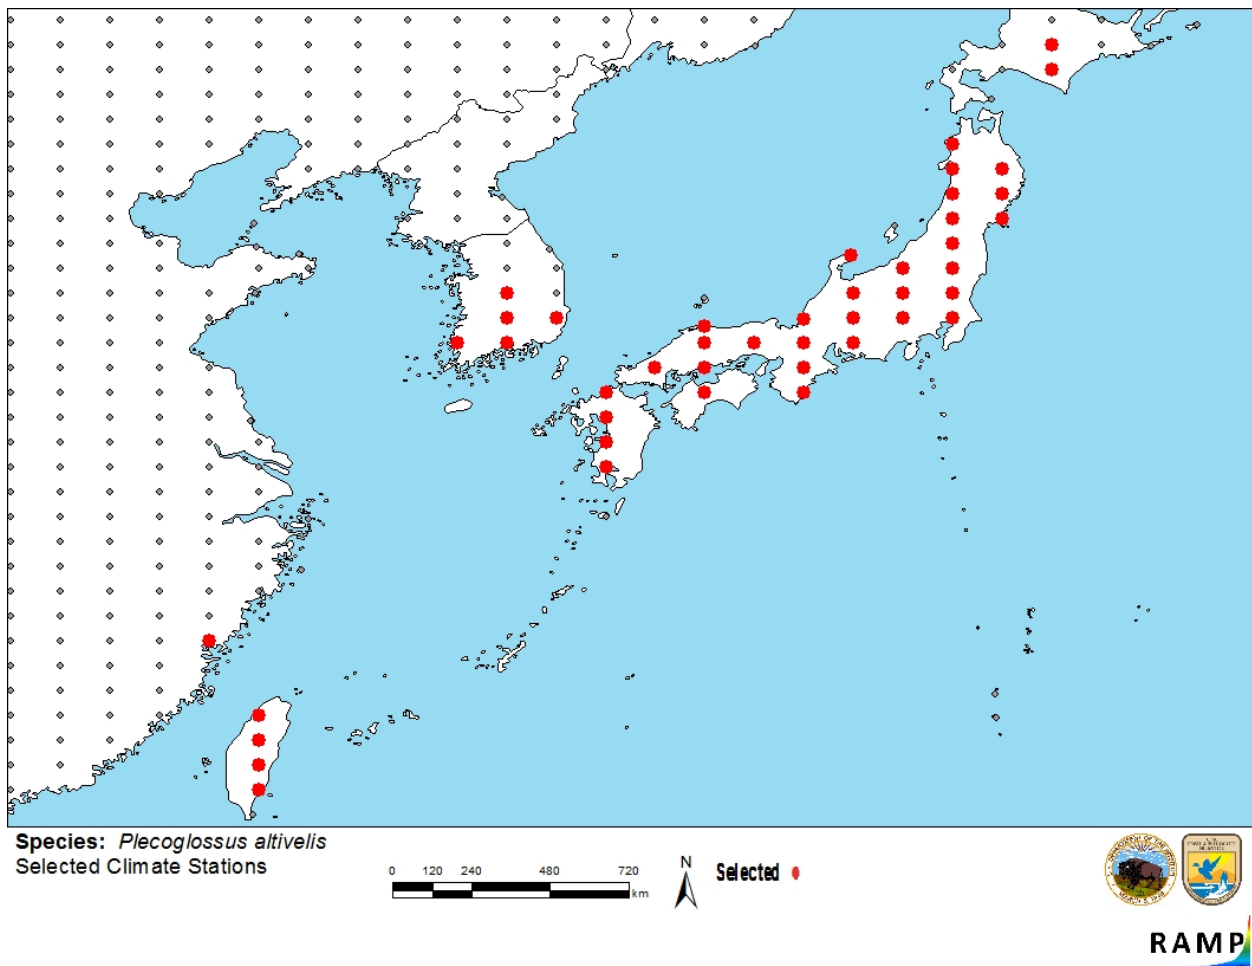 Species: Plecoglossus altivelis
Selected Climate Stations
0 120 240 480 720
km
N
Selected
RAMP